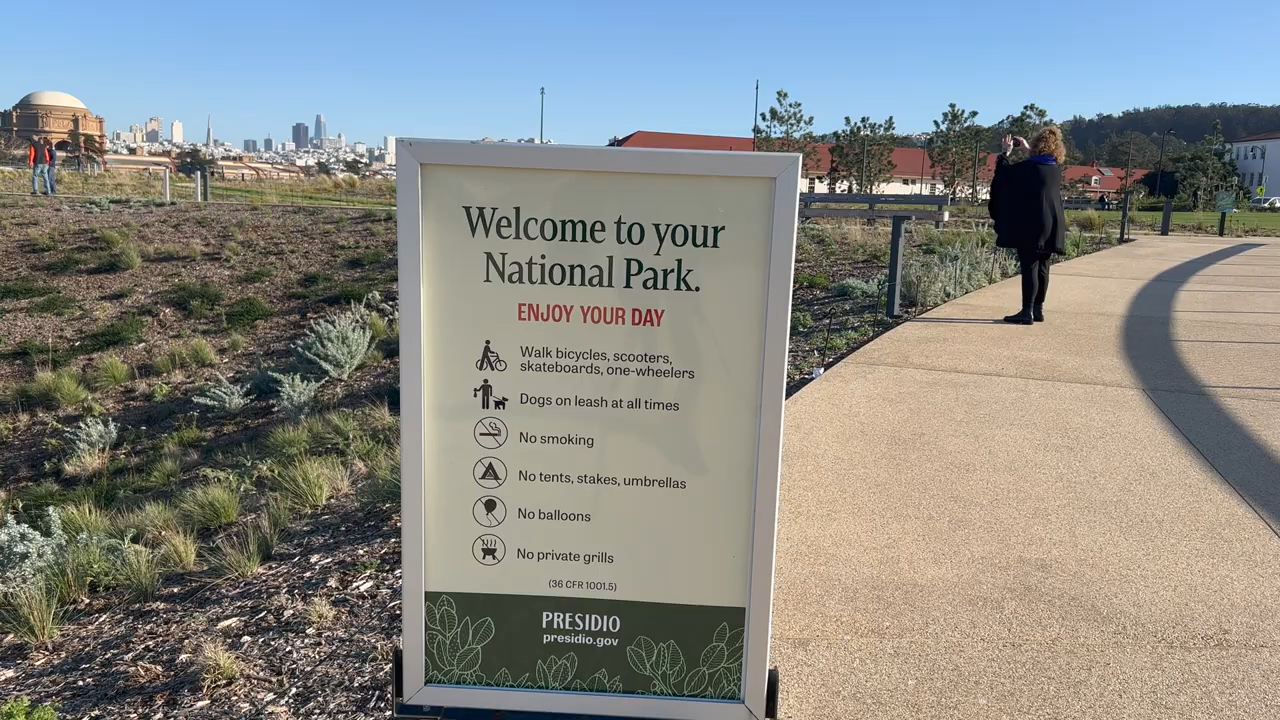 Welcome to your
National Park.
ENJOY YOUR DAY
Walk bicycles, scooters,
skateboards, one-wheelers
Dogs on leash at all times
No smoking
No tents, stakes, umbrellas
No balloons
No private grills
(36 CFR 1001.5)
PRESIDIO
presidio.gov